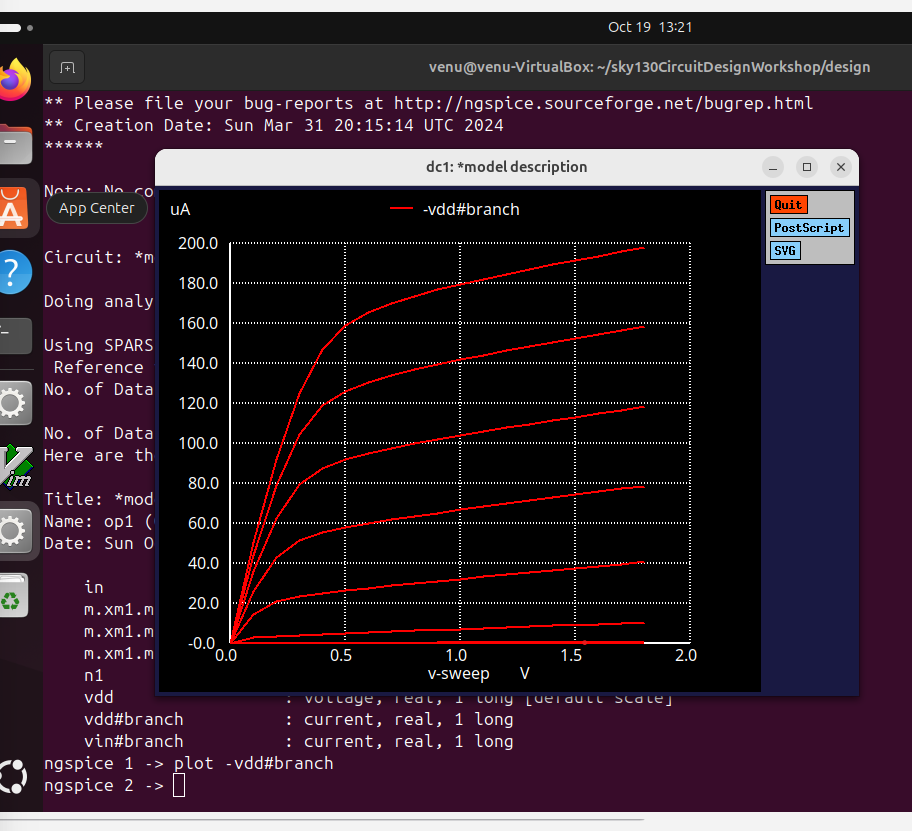 Oct 19 13:21
venu@venu-VirtualBox: ~/sky130CircuitDesignWorkshop/design
** Please file your bug-reports at http://ngspice.sourceforge.net/bugrep.html
** Creation Date: Sun Mar 31 20:15:14 UTC 2024
******
dc1: *model description
Note: No co
App Center
uA
-vdd#branch
Quit
PostScript
SVG
200.0
180.0
160.0
140.0
120.0
100.0
80.0
60.0
40.0
20.0
-0.0
0.0 0.5 1.0 1.5 2.0
v-sweep V
Circuit: *m
Doing analy
Using SPARS
Reference
No. of Data
No. of Data
Here are th
Title: *mod
Name: op1 (
Date: Sun O
in
m.xm1.m
m.xm1.m
m.xm1.m
n1
vdd : voltage, real, 1 long [default scale]
vdd#branch : current, real, 1 long
vin#branch : current, real, 1 long
ngspice 1 -> plot -vdd#branch
ngspice 2 ->